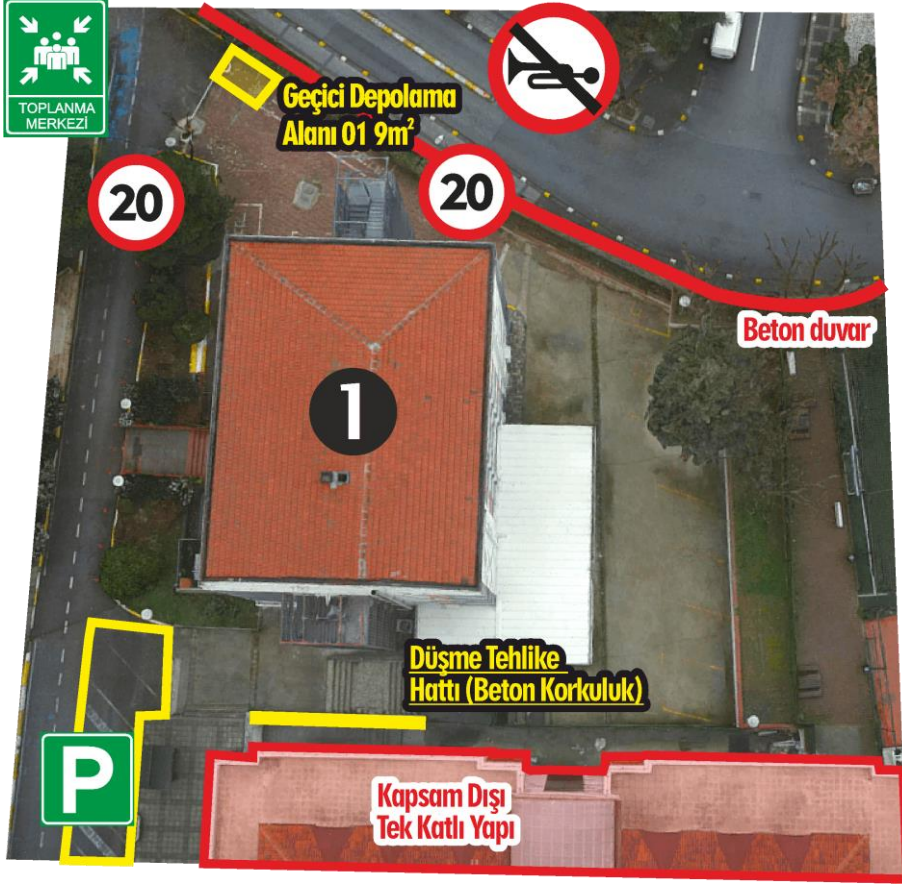 TOPLANMA
MERKEZİ
Geçici Depolama
Alanı 01 9m²
20
20
Beton duvar
1
Düşme Tehlike
Hattı (Beton Korkuluk)
P
Kapsam Dışı
Tek Katlı Yapı